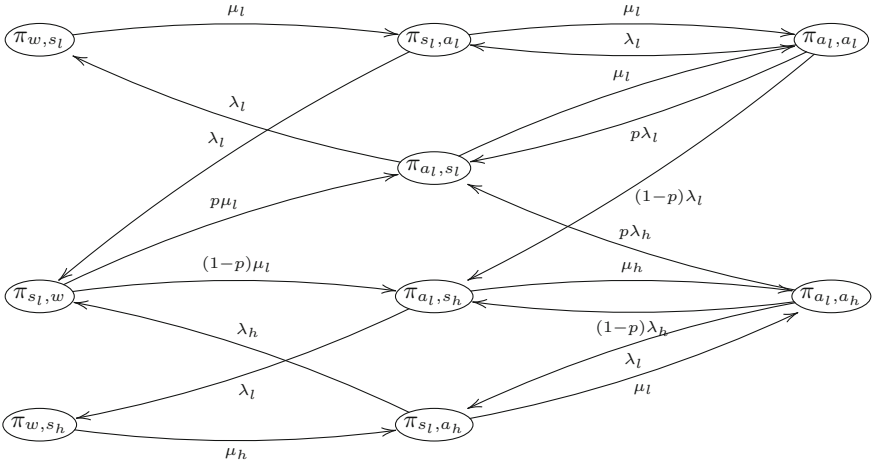 μ_l μ_l
π_{w,s_l} π_{s_l,a_l} λ_l π_{a_l,a_l}
μ_l
λ_l
λ_l pλ_l
π_{a_l,s_l}
(1−p)λ_l
pμ_l
pλ_h
(1−p)μ_l μ_h
π_{s_l,w} π_{a_l,s_h} π_{a_l,a_h}
λ_h (1−p)λ_h
λ_l
λ_l μ_l
π_{w,s_h} π_{s_l,a_h}
μ_h